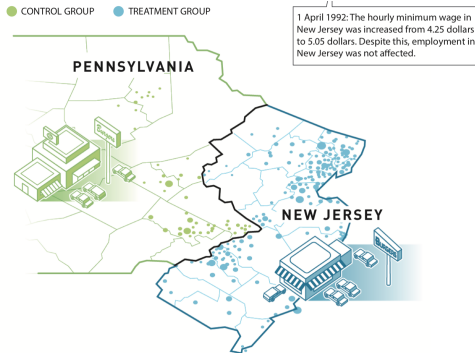 CONTROL GROUP
TREATMENT GROUP
1 April 1992: The hourly minimum wage in
New Jersey was increased from 4.25 dollars
to 5.05 dollars. Despite this, employment in
New Jersey was not affected.
PENNSYLVANIA
NEW JERSEY